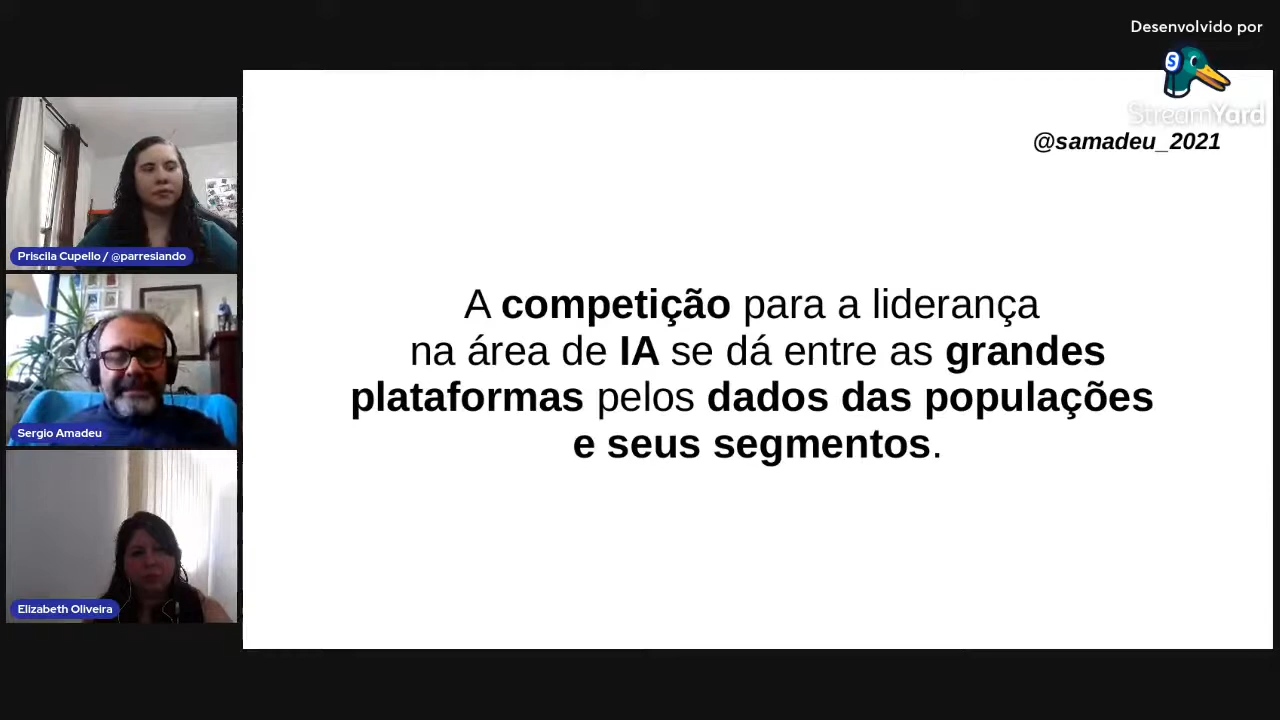 Desenvolvido por
StreamYard
@samadeu_2021
A competição para a liderança
na área de IA se dá entre as grandes
plataformas pelos dados das populações
e seus segmentos.
Priscila Cupello / @parresiando
Sergio Amadeu
Elizabeth Oliveira